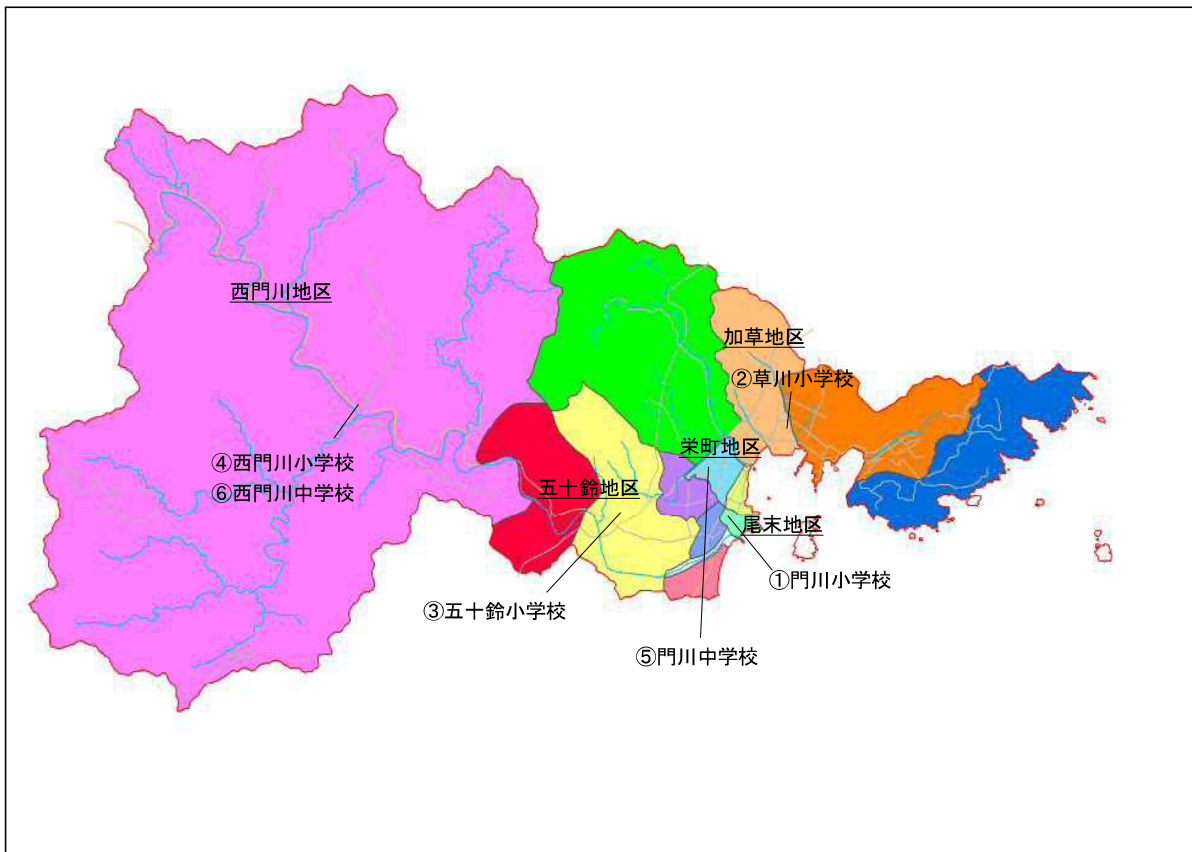 西門川地区
加草地区
②草川小学校
栄町地区
④西門川小学校
⑥西門川中学校
五十鈴地区
尾末地区
①門川小学校
③五十鈴小学校
⑤門川中学校